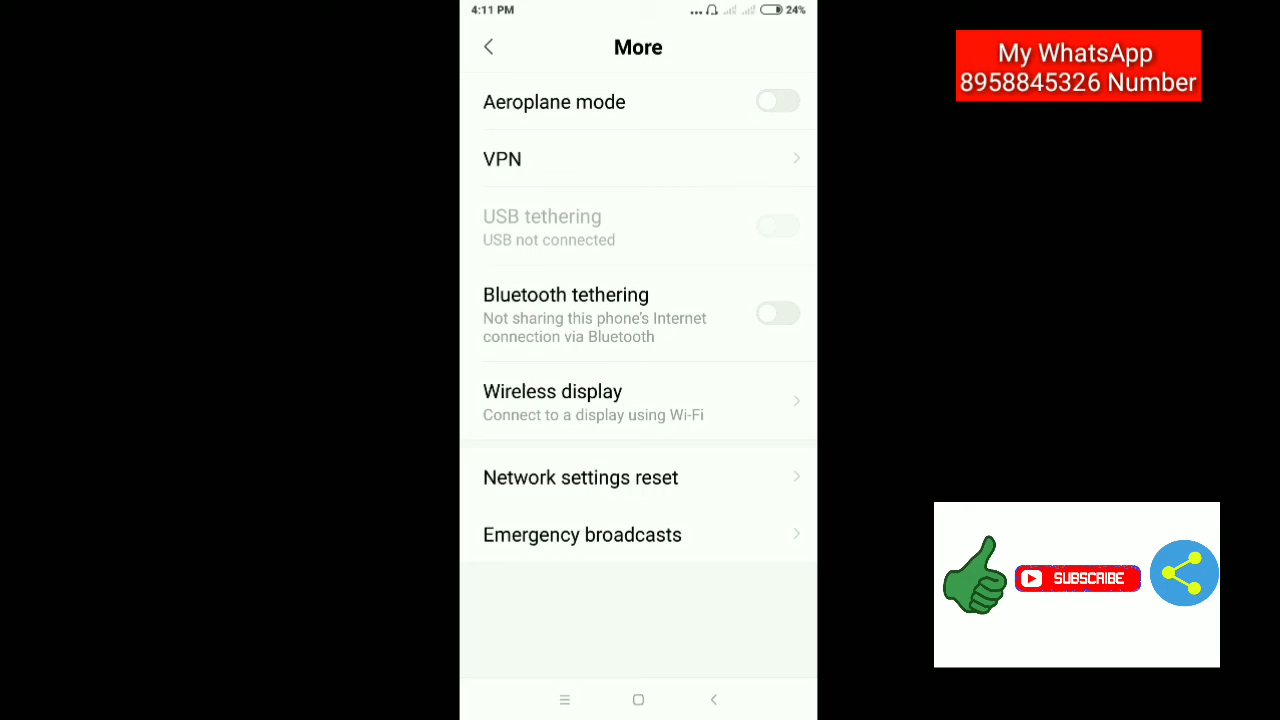 4:11 PM
24%
More
Aeroplane mode
VPN
USB tethering
USB not connected
Bluetooth tethering
Not sharing this phone's Internet
connection via Bluetooth
Wireless display
Connect to a display using Wi-Fi
Network settings reset
Emergency broadcasts
My WhatsApp
8958845326 Number
SUBSCRIBE